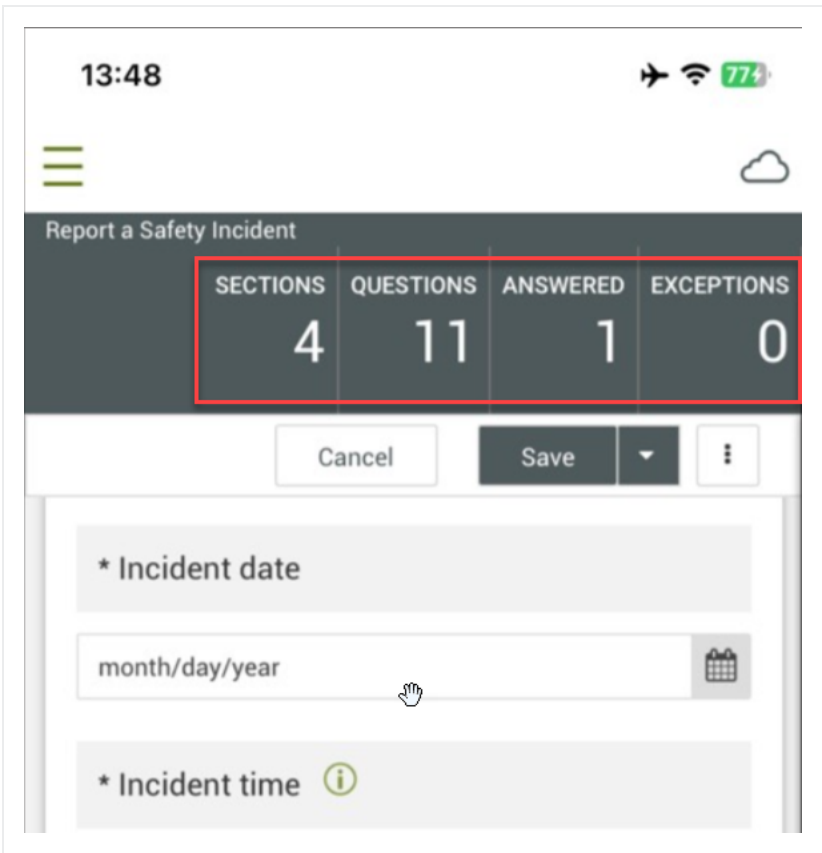 13:48
77
Report a Safety Incident
SECTIONS QUESTIONS ANSWERED EXCEPTIONS
4 11 1 0
Cancel Save
* Incident date
month/day/year
* Incident time